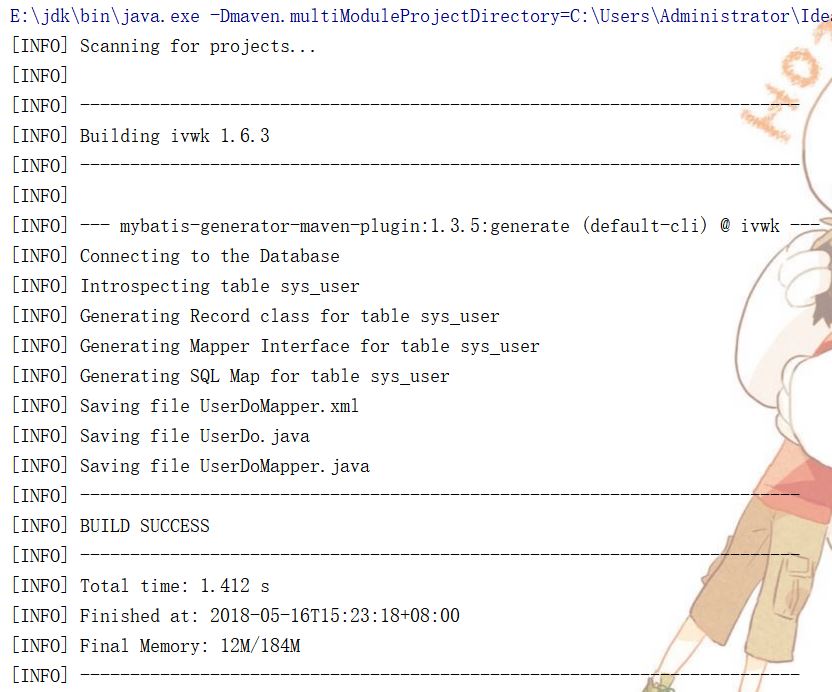 E:\jdk\bin\java.exe -Dmaven.multiModuleProjectDirectory=C:\Users\Administrator\Ide
[INFO] Scanning for projects...
[INFO]
[INFO] ------------------------------------------------------------------------
[INFO] Building ivwk 1.6.3
[INFO] ------------------------------------------------------------------------
[INFO]
[INFO] --- mybatis-generator-maven-plugin:1.3.5:generate (default-cli) @ ivwk ---
[INFO] Connecting to the Database
[INFO] Introspecting table sys_user
[INFO] Generating Record class for table sys_user
[INFO] Generating Mapper Interface for table sys_user
[INFO] Generating SQL Map for table sys_user
[INFO] Saving file UserDoMapper.xml
[INFO] Saving file UserDo.java
[INFO] Saving file UserDoMapper.java
[INFO] ------------------------------------------------------------------------
[INFO] BUILD SUCCESS
[INFO] ------------------------------------------------------------------------
[INFO] Total time: 1.412 s
[INFO] Finished at: 2018-05-16T15:23:18+08:00
[INFO] Final Memory: 12M/184M
[INFO] ------------------------------------------------------------------------
HOT